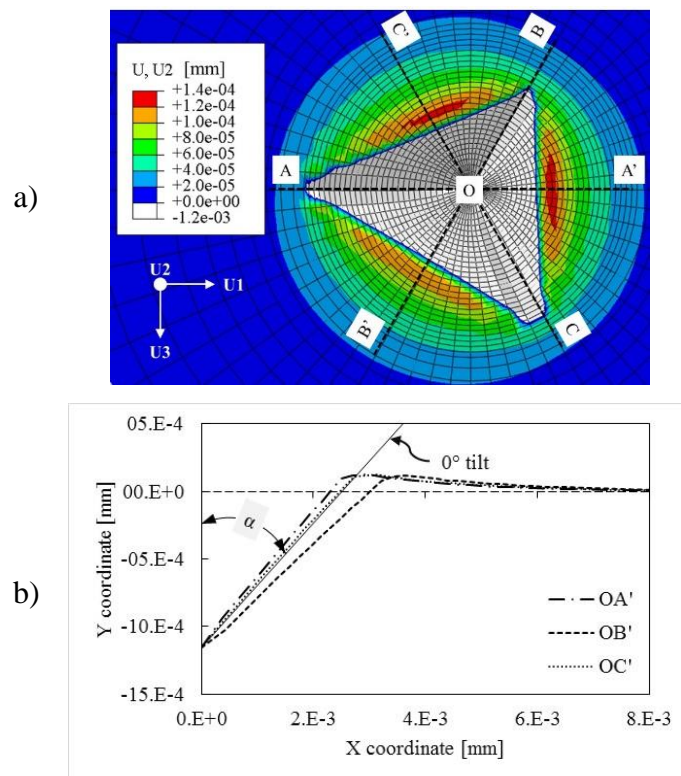 a)
U, U2 [mm]
+1.4e-04
+1.2e-04
+1.0e-04
+8.0e-05
+6.0e-05
+4.0e-05
+2.0e-05
+0.0e+00
-1.2e-03
C'
B
A
A'
O
B'
C
U2
U1
U3
b)
05.E-4
00.E+0
-05.E-4
-10.E-4
-15.E-4
Y coordinate [mm]
0° tilt
α
OA'
OB'
OC'
0.E+0
2.E-3
4.E-3
6.E-3
8.E-3
X coordinate [mm]